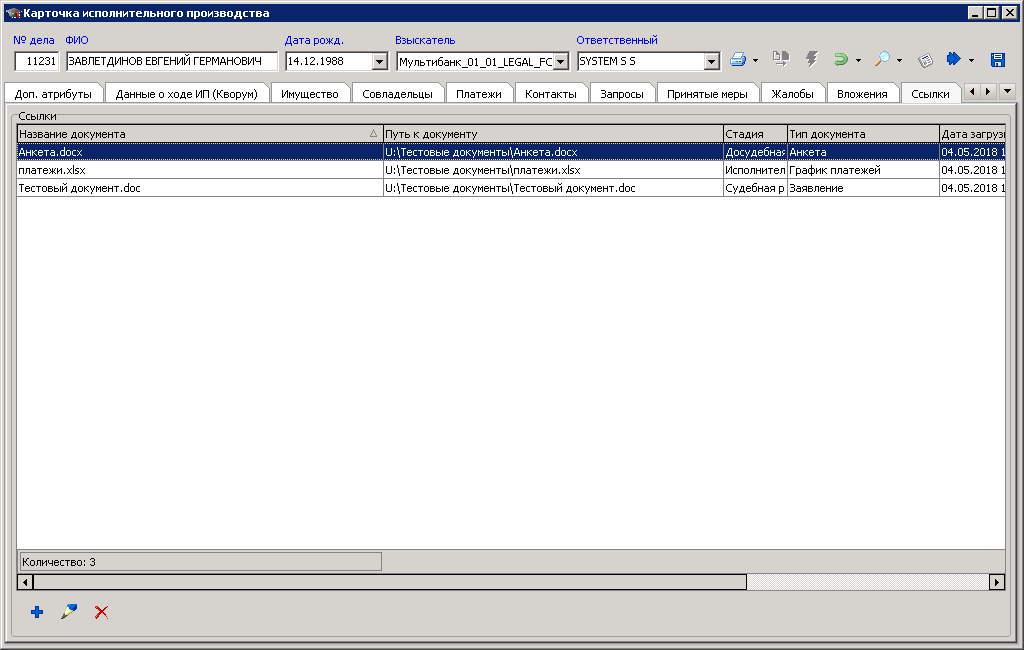 Карточка исполнительного производства
№ дела ФИО Дата рожд. Взыскатель Ответственный
11231 ЗАВЛЕТДИНОВ ЕВГЕНИЙ ГЕРМАНОВИЧ 14.12.1988 Мультибанк_01_01_LEGAL_FC SYSTEM S S
Доп. атрибуты Данные о ходе ИП (Кворум) Имущество Совладельцы Платежи Контакты Запросы Принятые меры Жалобы Вложения Ссылки
Ссылки
Название документа Путь к документу Стадия Тип документа Дата загрузк
Анкета.docx U:\Тестовые документы\Анкета.docx Досудебная Анкета 04.05.2018 1
платежи.xlsx U:\Тестовые документы\платежи.xlsx Исполнител График платежей 04.05.2018 1
Тестовый документ.doc U:\Тестовые документы\Тестовый документ.doc Судебная р Заявление 04.05.2018 1
Количество: 3